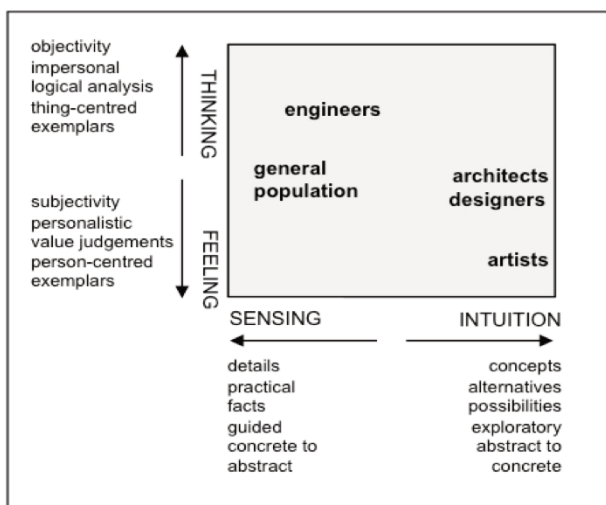 objectivity
impersonal
logical analysis
thing-centred
exemplars
THINKING
engineers
general
population
architects
designers
subjectivity
personalistic
value judgements
person-centred
exemplars
FEELING
artists
SENSING
INTUITION
details
practical
facts
guided
concrete to
abstract
concepts
alternatives
possibilities
exploratory
abstract to
concrete